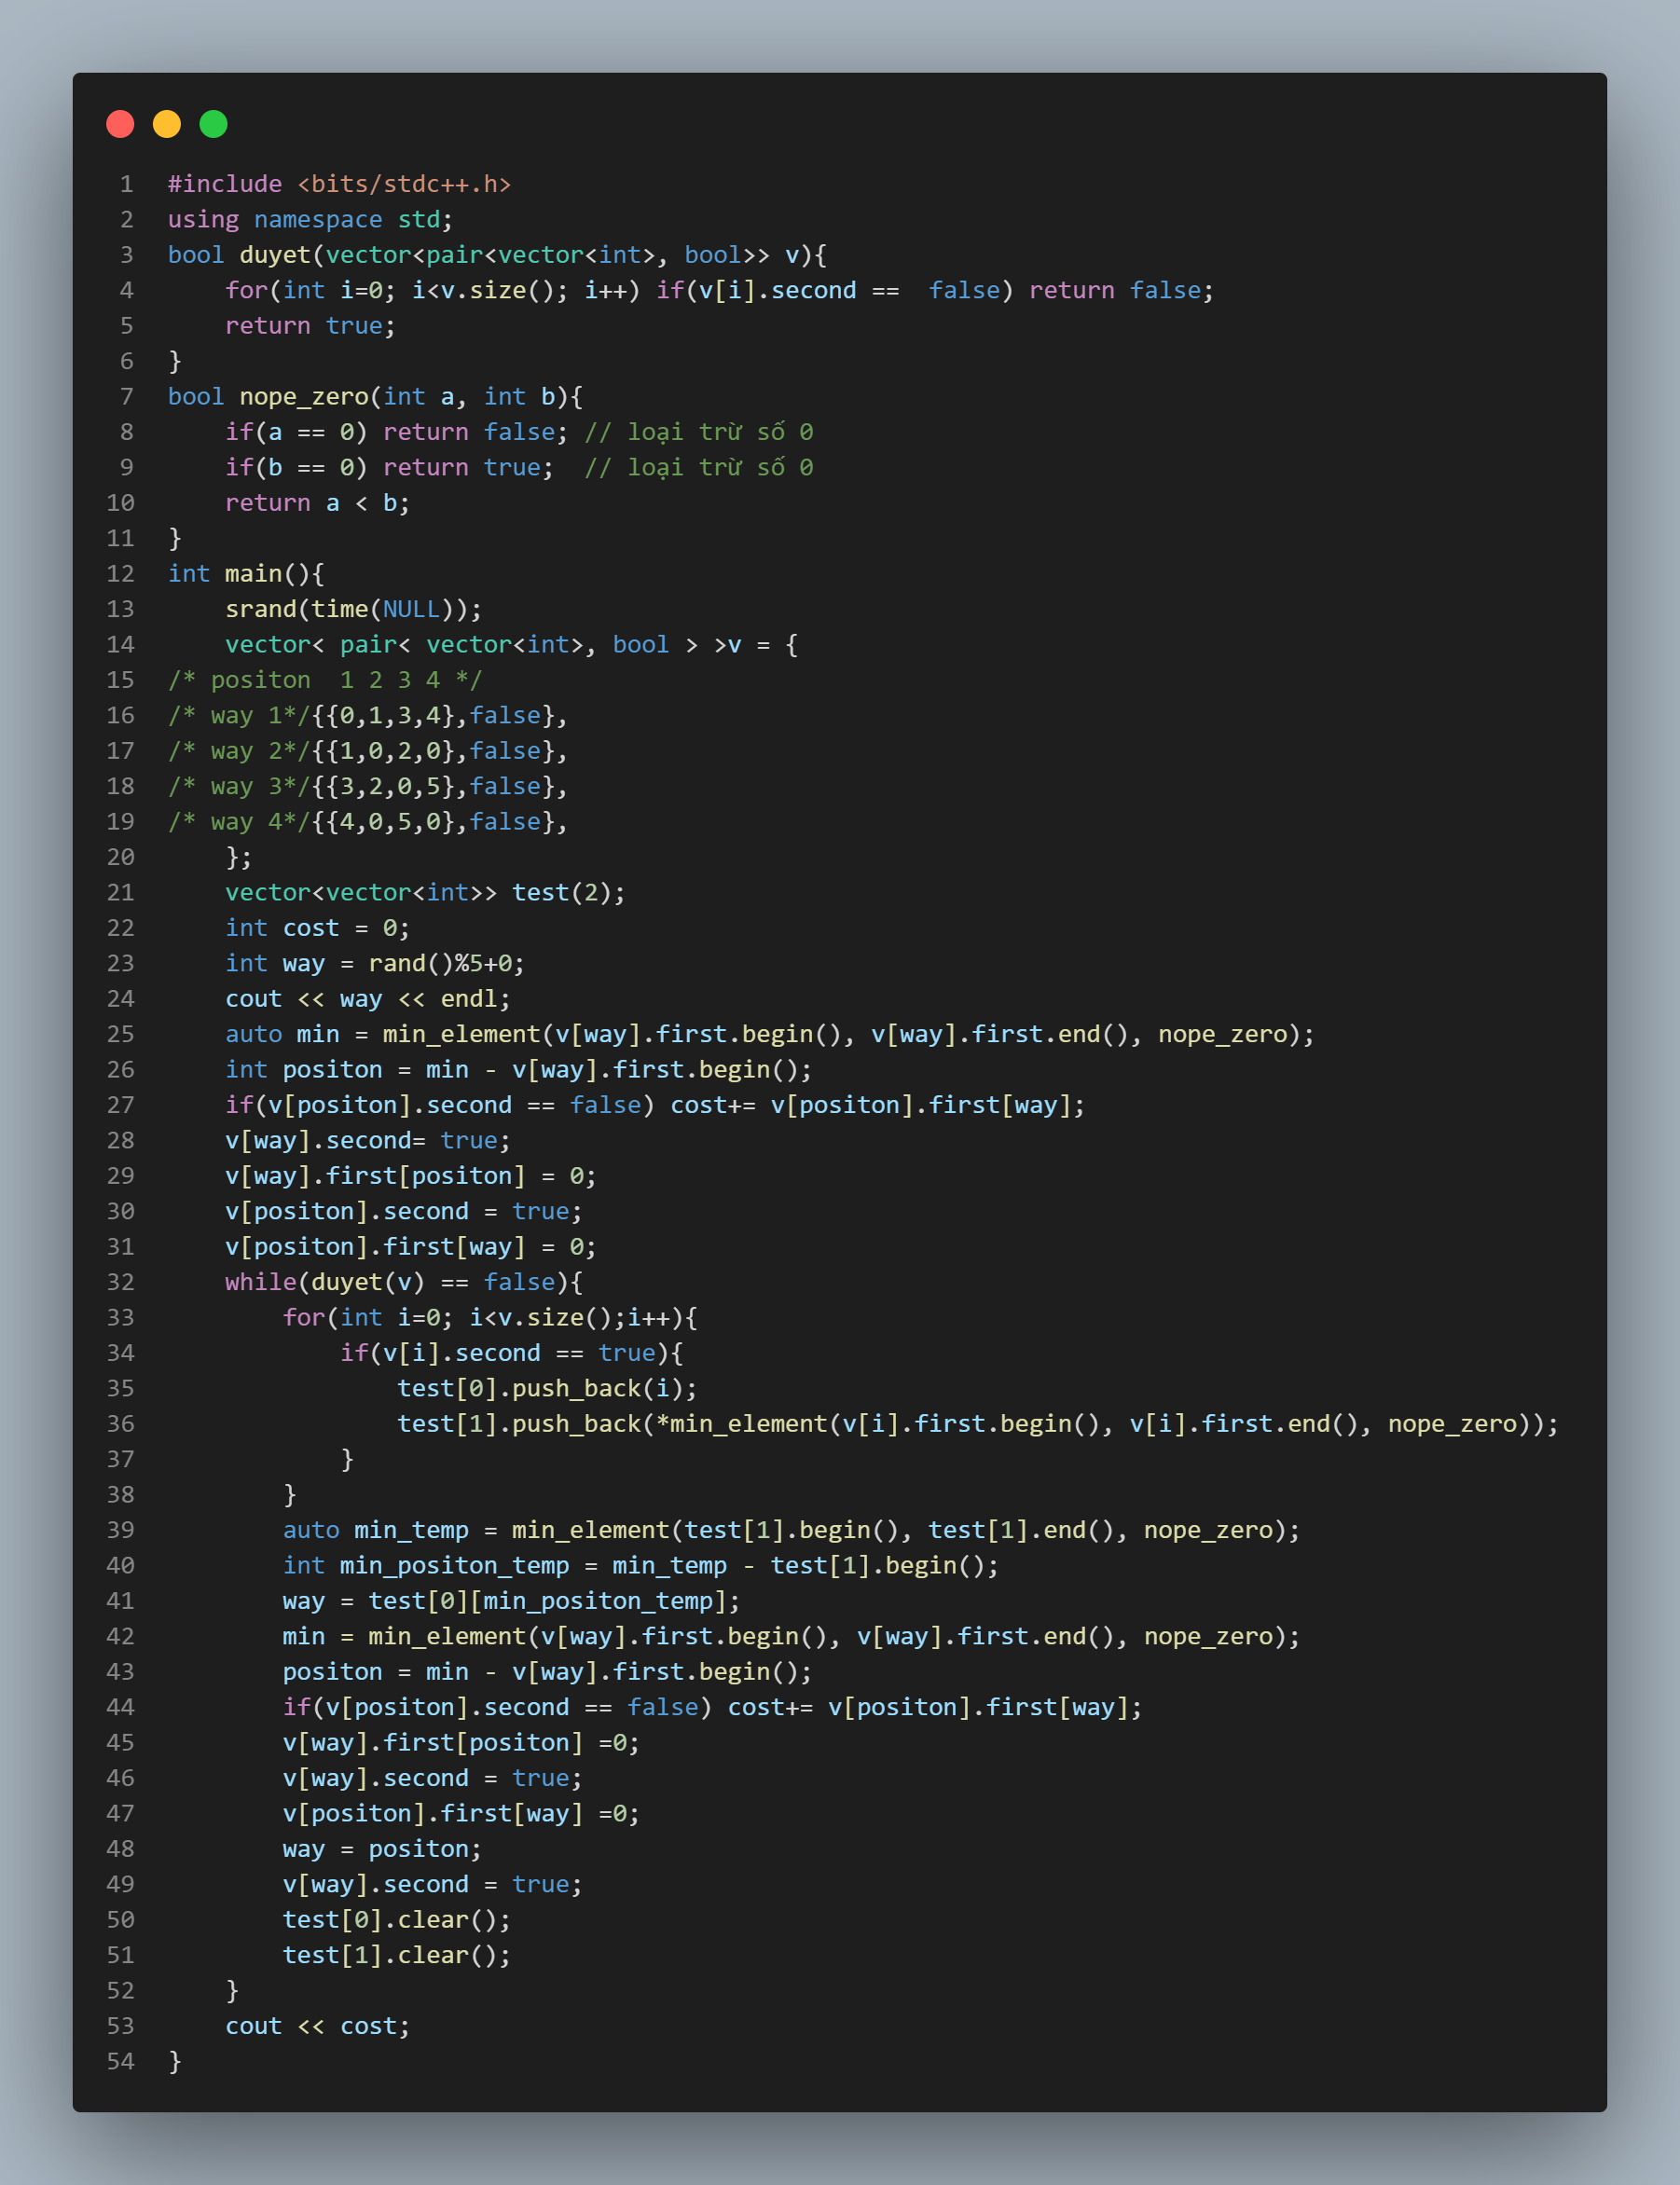 1 #include <bits/stdc++.h>
2 using namespace std;
3 bool duyet(vector<pair<vector<int>, bool>> v){
4     for(int i=0; i<v.size(); i++) if(v[i].second ==  false) return false;
5     return true;
6 }
7 bool nope_zero(int a, int b){
8     if(a == 0) return false; // loại trừ số 0
9     if(b == 0) return true;  // loại trừ số 0
10     return a < b;
11 }
12 int main(){
13     srand(time(NULL));
14     vector< pair< vector<int>, bool > >v = {
15 /* positon  1 2 3 4 */
16 /* way 1*/{{0,1,3,4},false},
17 /* way 2*/{{1,0,2,0},false},
18 /* way 3*/{{3,2,0,5},false},
19 /* way 4*/{{4,0,5,0},false},
20     };
21     vector<vector<int>> test(2);
22     int cost = 0;
23     int way = rand()%5+0;
24     cout << way << endl;
25     auto min = min_element(v[way].first.begin(), v[way].first.end(), nope_zero);
26     int positon = min - v[way].first.begin();
27     if(v[positon].second == false) cost+= v[positon].first[way];
28     v[way].second= true;
29     v[way].first[positon] = 0;
30     v[positon].second = true;
31     v[positon].first[way] = 0;
32     while(duyet(v) == false){
33         for(int i=0; i<v.size();i++){
34             if(v[i].second == true){
35                 test[0].push_back(i);
36                 test[1].push_back(*min_element(v[i].first.begin(), v[i].first.end(), nope_zero));
37             }
38         }
39         auto min_temp = min_element(test[1].begin(), test[1].end(), nope_zero);
40         int min_positon_temp = min_temp - test[1].begin();
41         way = test[0][min_positon_temp];
42         min = min_element(v[way].first.begin(), v[way].first.end(), nope_zero);
43         positon = min - v[way].first.begin();
44         if(v[positon].second == false) cost+= v[positon].first[way];
45         v[way].first[positon] =0;
46         v[way].second = true;
47         v[positon].first[way] =0;
48         way = positon;
49         v[way].second = true;
50         test[0].clear();
51         test[1].clear();
52     }
53     cout << cost;
54 }